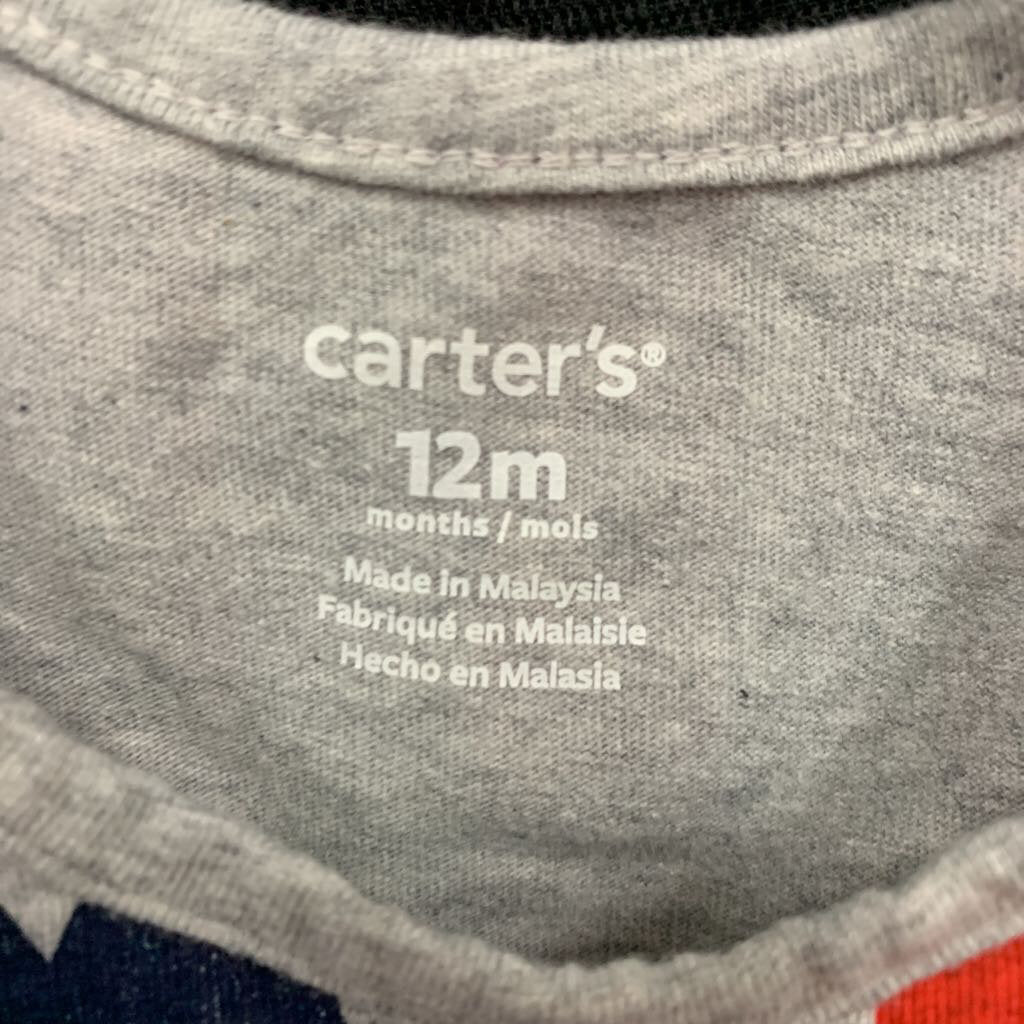 carter's®
12m
months / mois
Made in Malaysia
Fabriqué en Malaisie
Hecho en Malasia